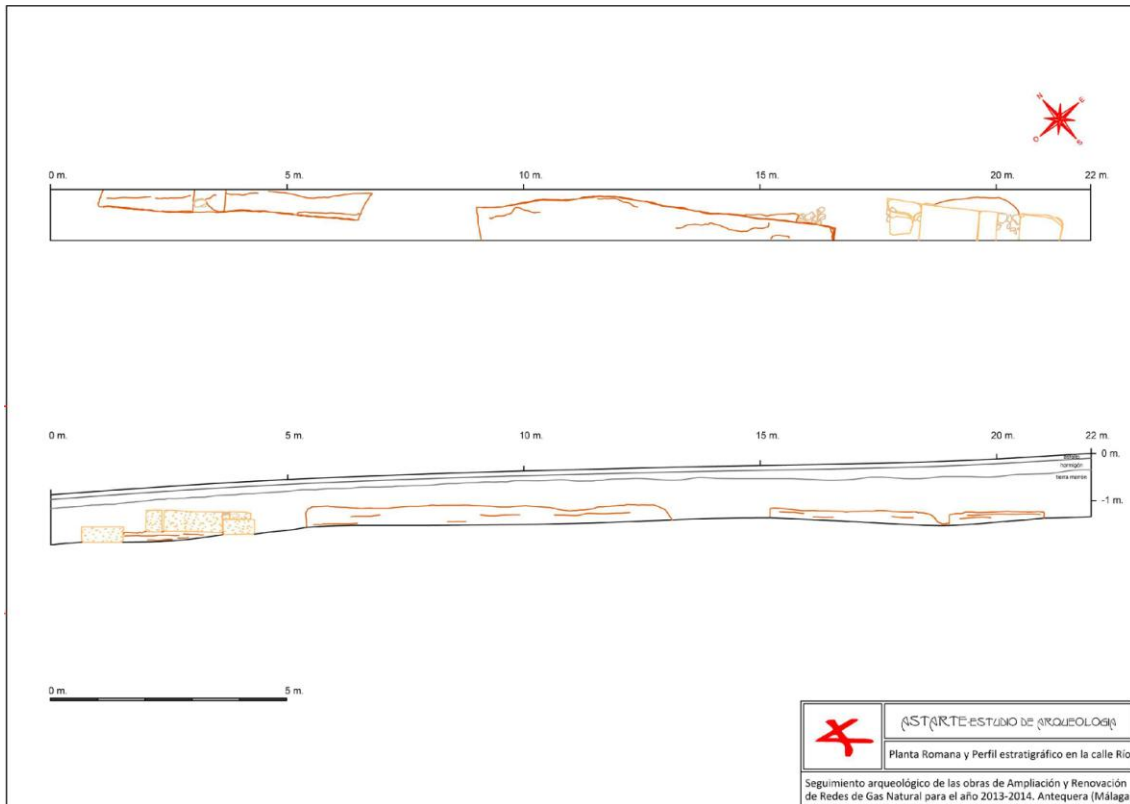 N E
O S
0 m. 5 m. 10 m. 15 m. 20 m. 22 m.
0 m. 5 m. 10 m. 15 m. 20 m. 22 m.
0 m.
hormigón
tierra marrón
-1 m.
0 m. 5 m.
ASTARTE-ESTUDIO DE ARQUEOLOGIA
Planta Romana y Perfil estratigráfico en la calle Río
Seguimiento arqueológico de las obras de Ampliación y Renovación
de Redes de Gas Natural para el año 2013-2014. Antequera (Málaga